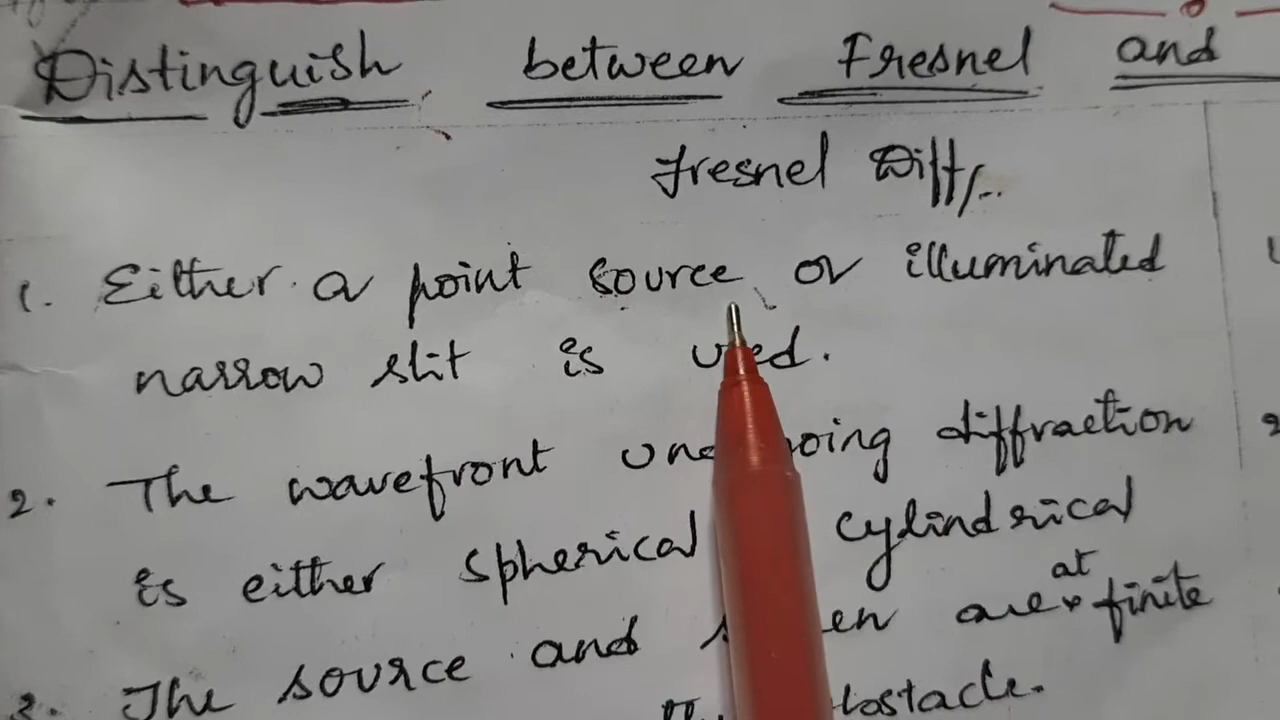 Distinguish between Fresnel and
Fresnel Diff/..
1. Either a point source or illuminated
narrow slit is used.
2. The wavefront diffraction
is either spherical cylindrical
3. The source and are at finite
obstacle.